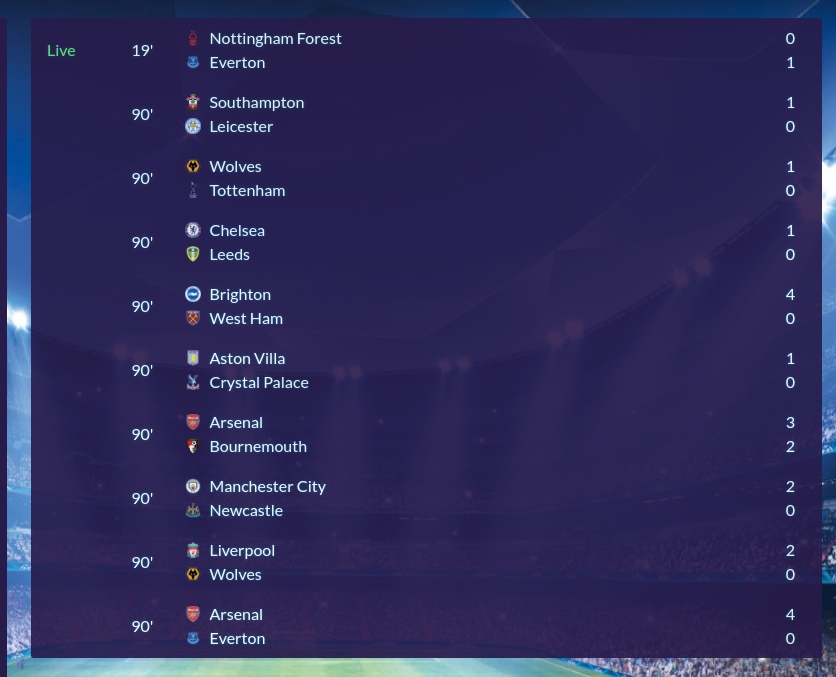 Live 19' Nottingham Forest 0
Everton 1
90' Southampton 1
Leicester 0
90' Wolves 1
Tottenham 0
90' Chelsea 1
Leeds 0
90' Brighton 4
West Ham 0
90' Aston Villa 1
Crystal Palace 0
90' Arsenal 3
Bournemouth 2
90' Manchester City 2
Newcastle 0
90' Liverpool 2
Wolves 0
90' Arsenal 4
Everton 0